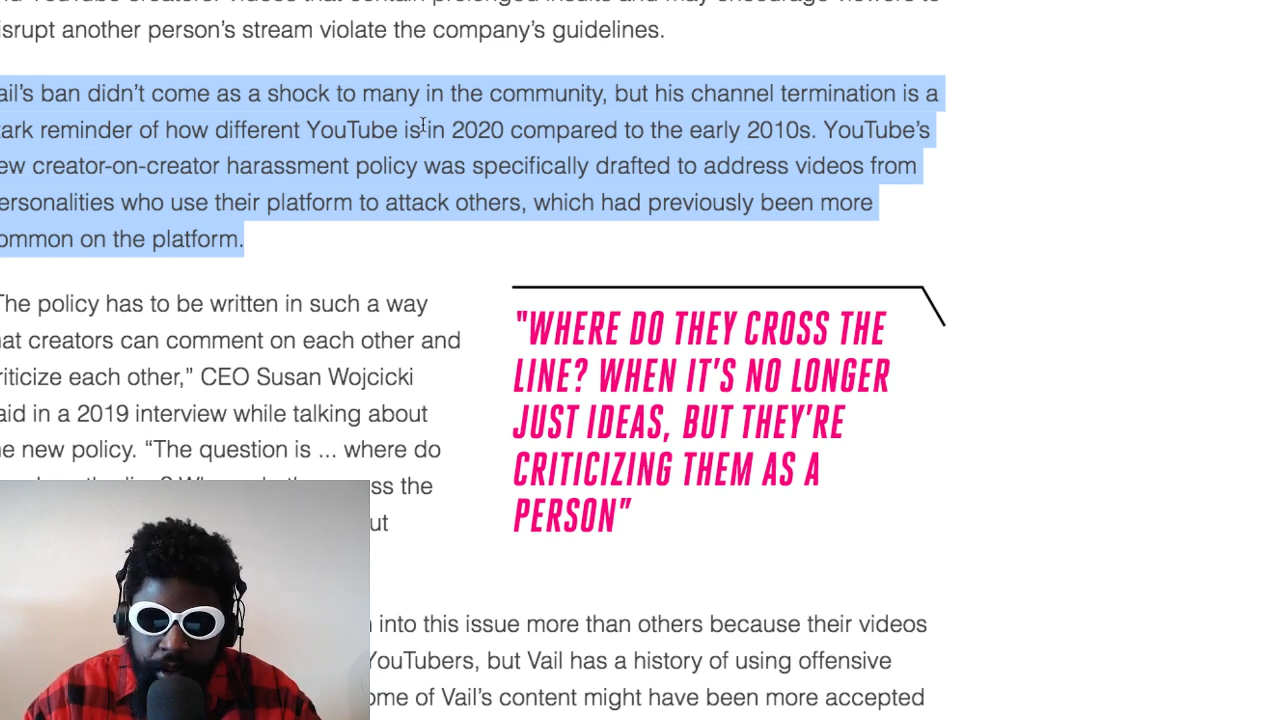 disrupt another person's stream violate the company's guidelines.
ail's ban didn't come as a shock to many in the community, but his channel termination is a
tark reminder of how different YouTube is in 2020 compared to the early 2010s. YouTube's
ew creator-on-creator harassment policy was specifically drafted to address videos from
ersonalities who use their platform to attack others, which had previously been more
ommon on the platform.
The policy has to be written in such a way
hat creators can comment on each other and
riticize each other,” CEO Susan Wojcicki
aid in a 2019 interview while talking about
he new policy. “The question is ... where do
ss the
ut
"WHERE DO THEY CROSS THE
LINE? WHEN IT'S NO LONGER
JUST IDEAS, BUT THEY'RE
CRITICIZING THEM AS A
PERSON”
into this issue more than others because their videos
YouTubers, but Vail has a history of using offensive
ome of Vail's content might have been more accepted